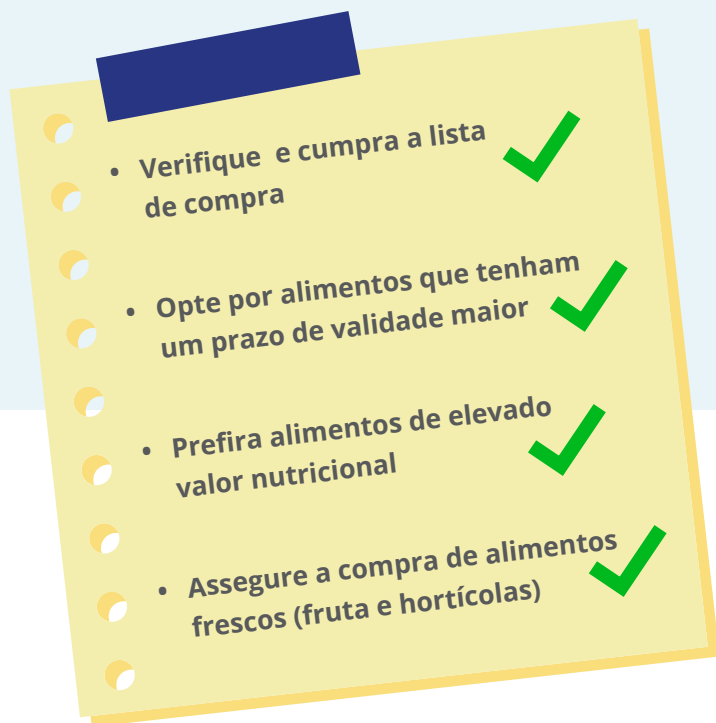 • Verifique  e cumpra a lista
de compra
• Opte por alimentos que tenham
um prazo de validade maior
• Prefira alimentos de elevado
valor nutricional
• Assegure a compra de alimentos
frescos (fruta e hortícolas)